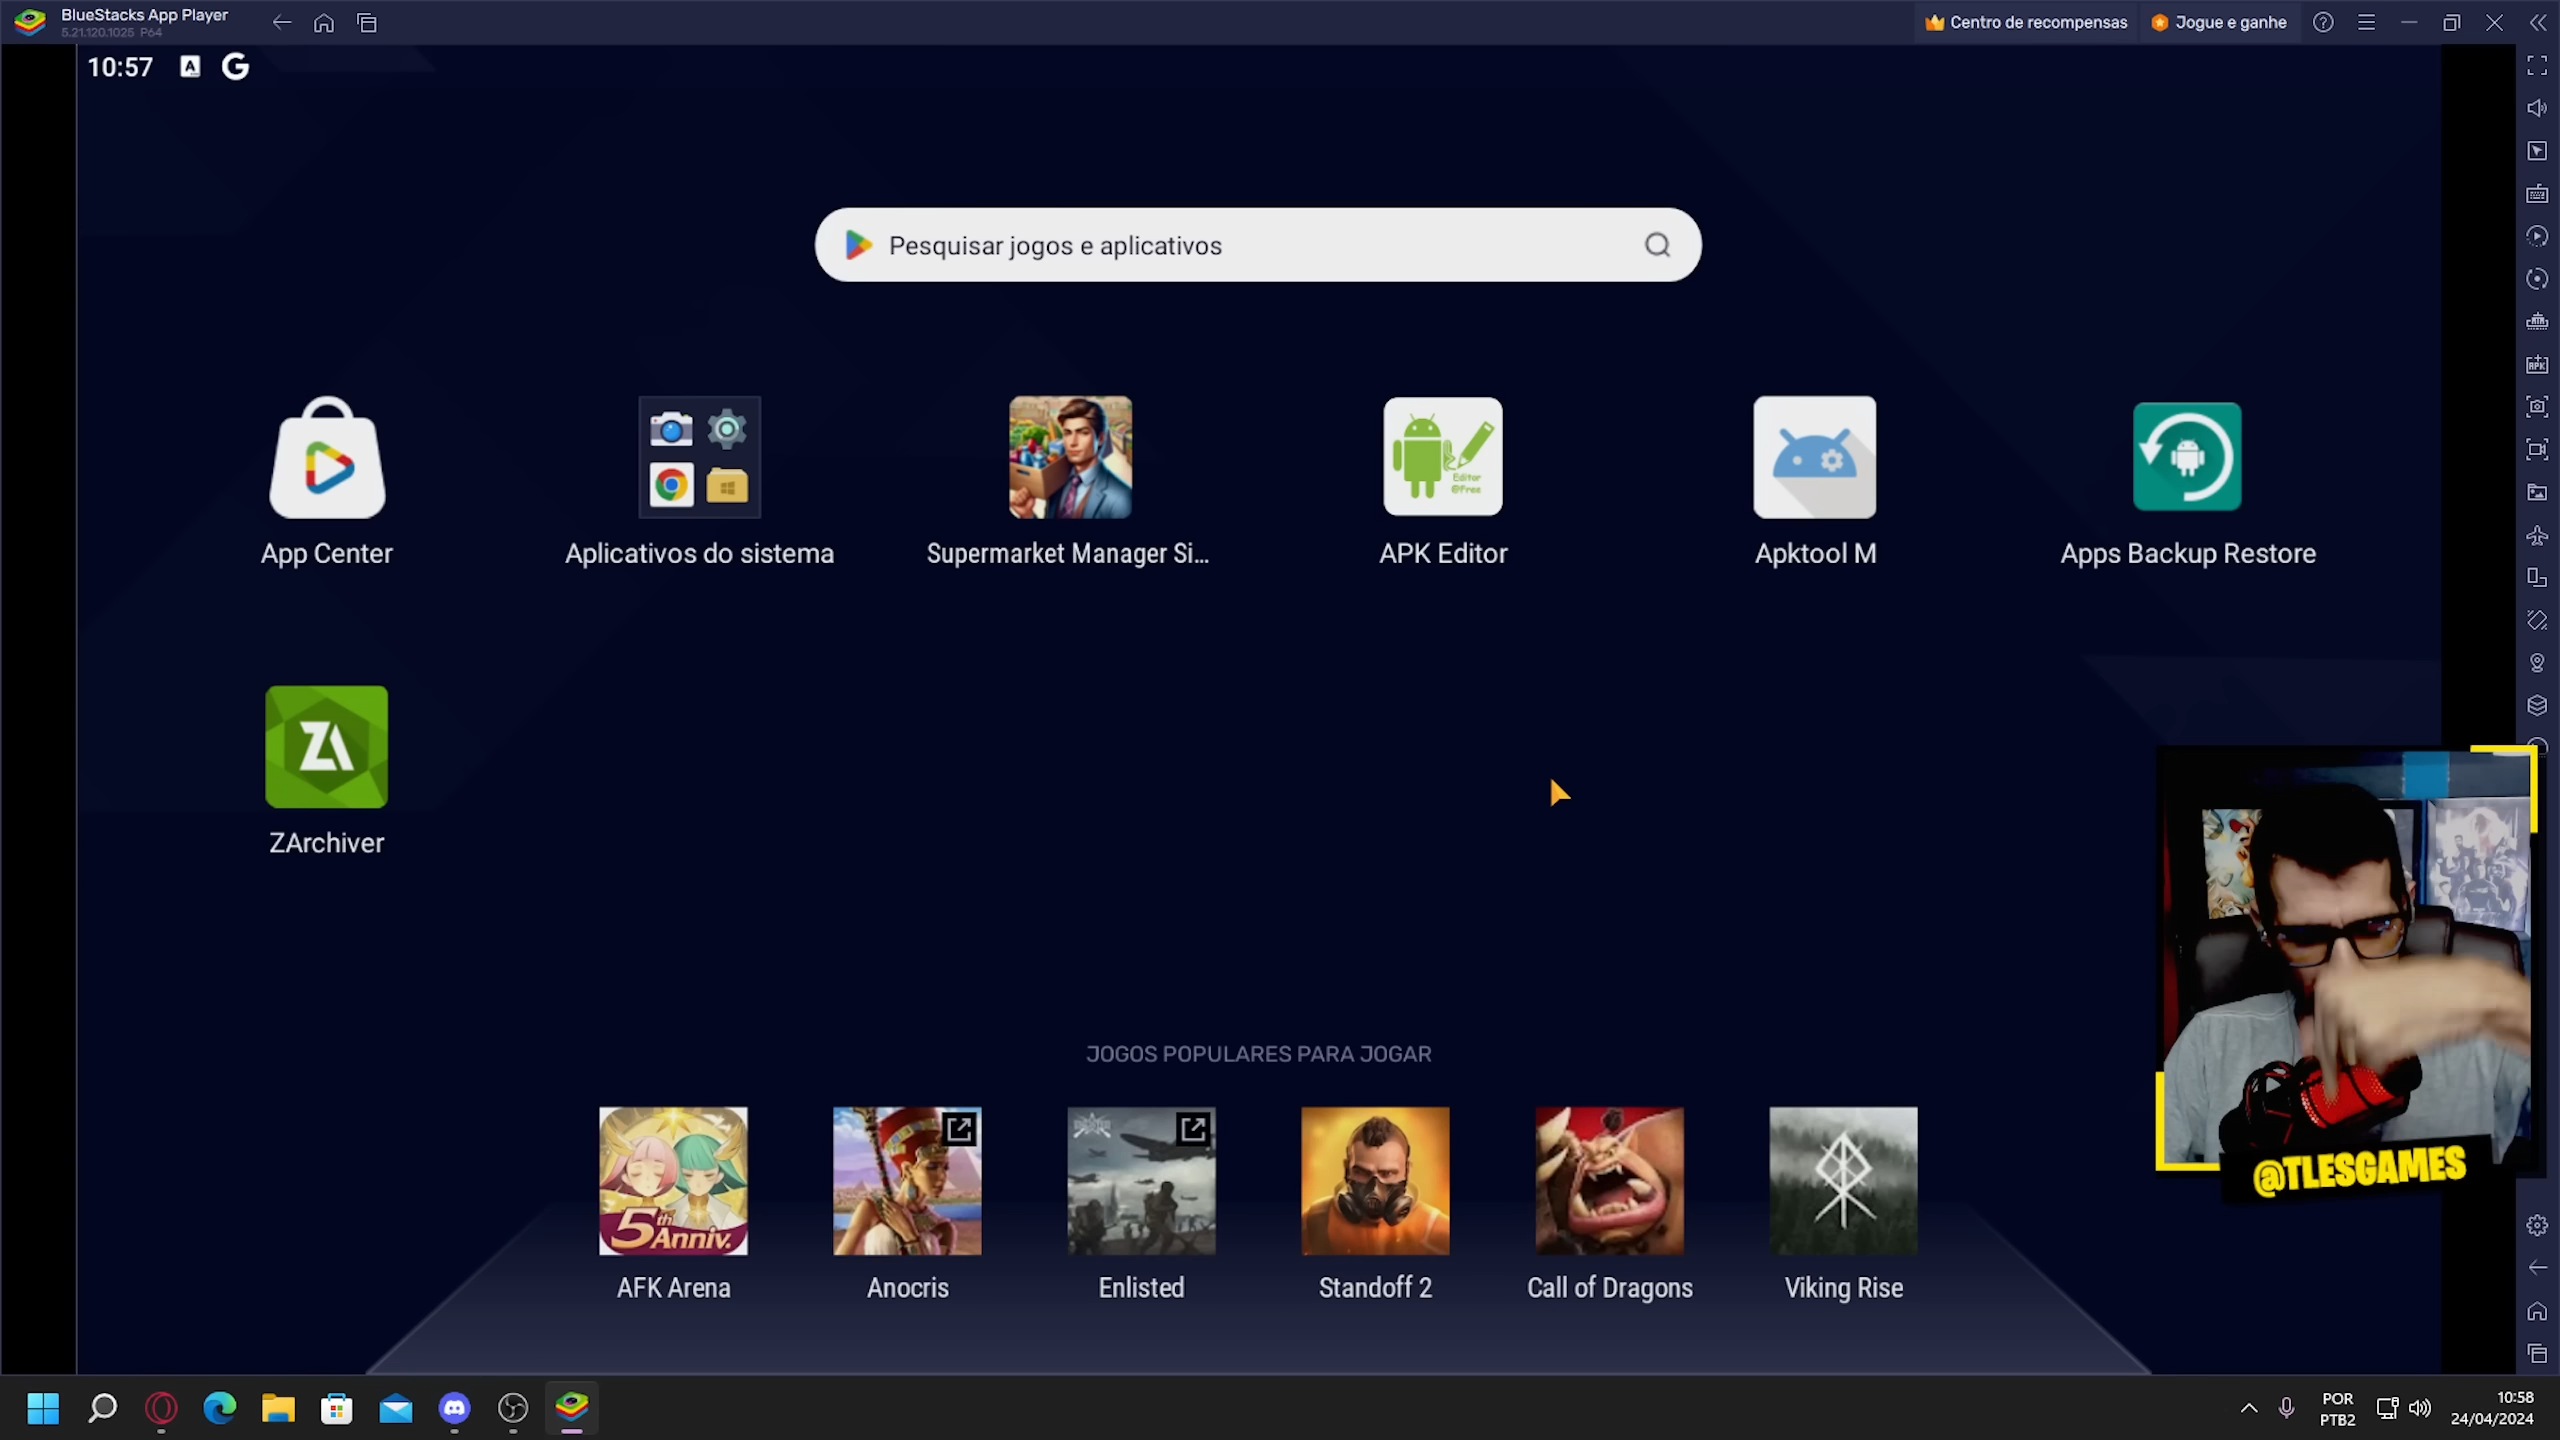 BlueStacks App Player
5.21.120.1025 P64
Centro de recompensas
Jogue e ganhe
10:57
A
G
Pesquisar jogos e aplicativos
Editor
@Free
App Center
Aplicativos do sistema
Supermarket Manager Si...
APK Editor
Apktool M
Apps Backup Restore
ZA
ZArchiver
JOGOS POPULARES PARA JOGAR
5th
Anniv.
AFK Arena
Anocris
Enlisted
Standoff 2
Call of Dragons
Viking Rise
@TLESGAMES
POR
PTB2
10:58
24/04/2024